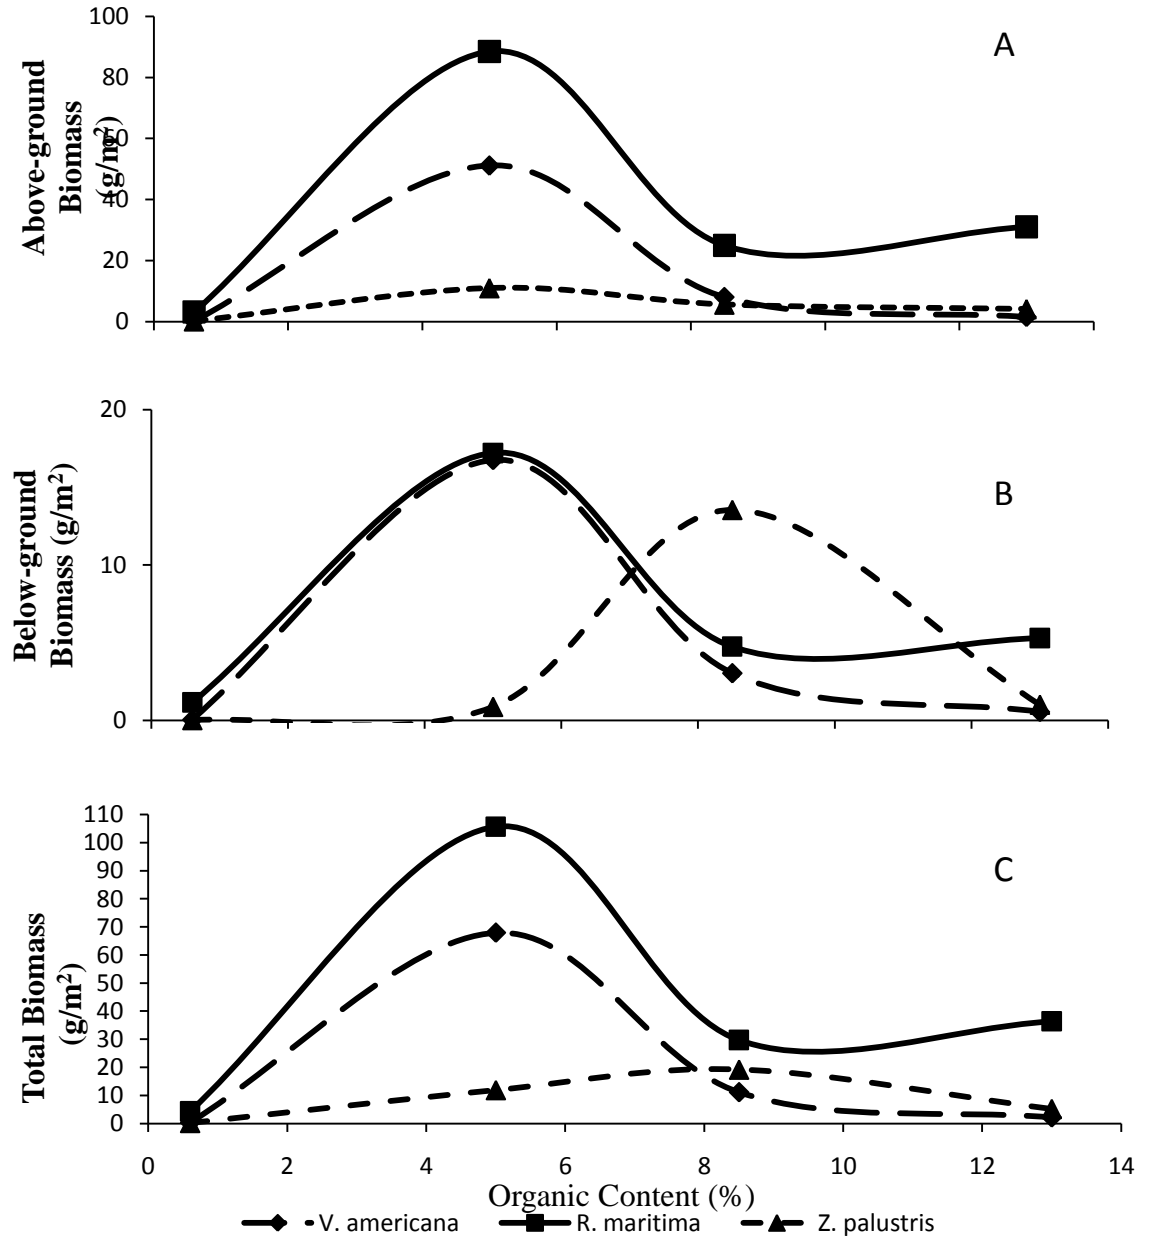 100
80
60
40
20
0
Above-ground
Biomass
(g/m²)
A
20
10
0
Below-ground
Biomass (g/m²)
B
110
100
90
80
70
60
50
40
30
20
10
0
Total Biomass
(g/m²)
C
0 2 4 6 8 10 12 14
Organic Content (%)
V. americana R. maritima Z. palustris